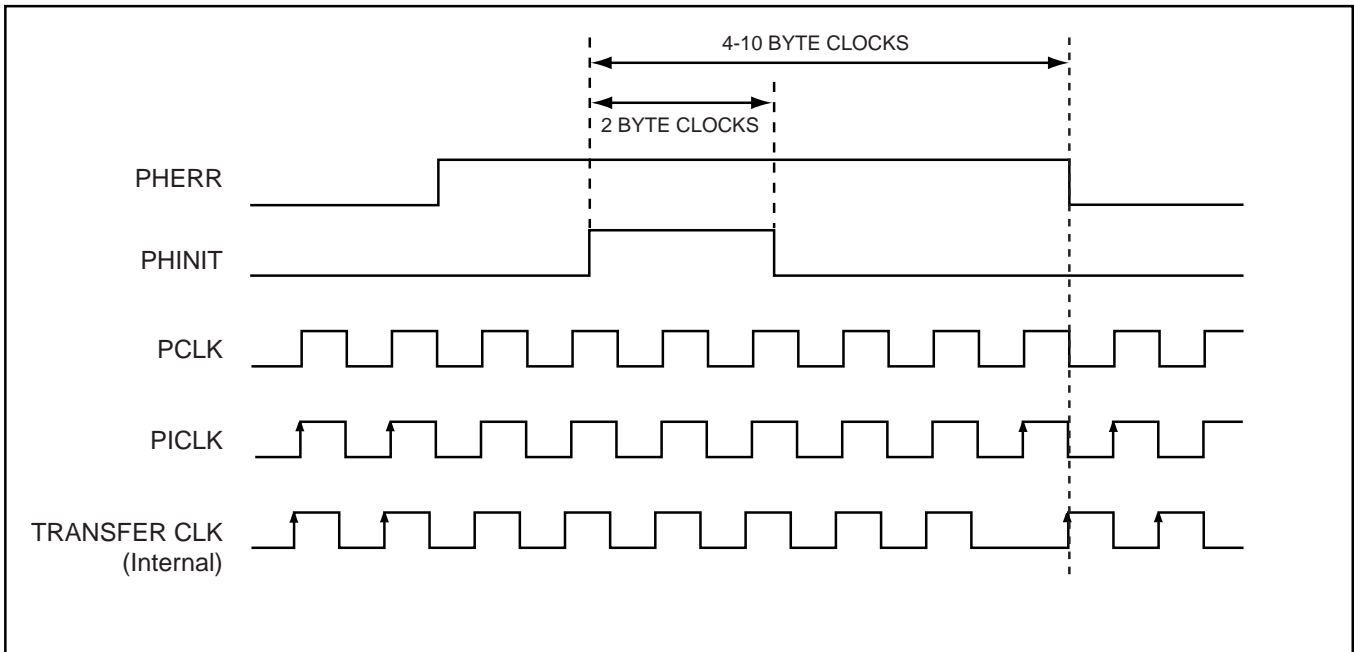 4-10 BYTE CLOCKS
2 BYTE CLOCKS
PHERR
PHINIT
PCLK
PICLK
TRANSFER CLK
(Internal)